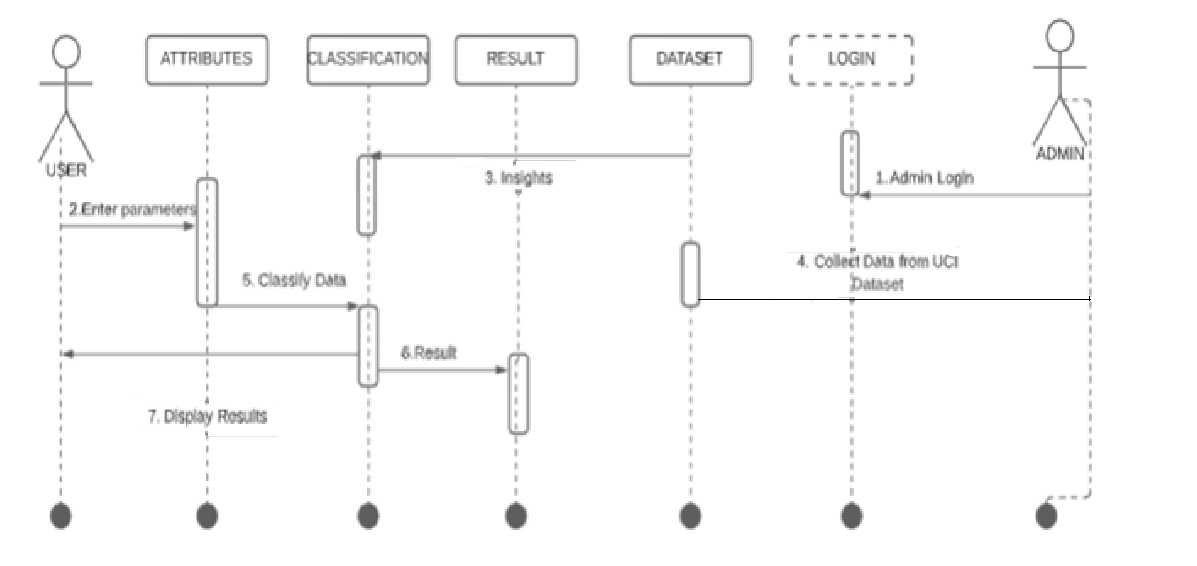 ATTRIBUTES
CLASSIFICATION
RESULT
DATASET
LOGIN
USER
ADMIN
3. Insights
1.Admin Login
2.Enter parameters
4. Collect Data from UCI
Dataset
5. Classify Data
6.Result
7. Display Results